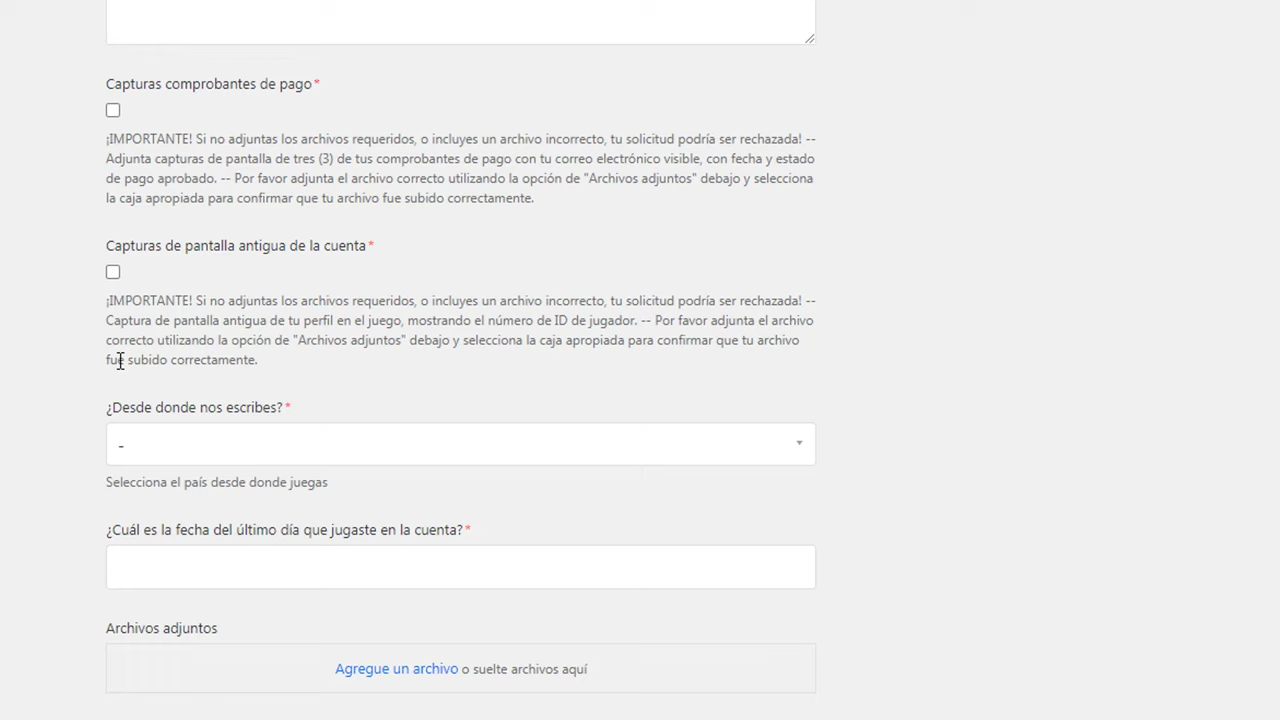 Capturas comprobantes de pago*
¡IMPORTANTE! Si no adjuntas los archivos requeridos, o incluyes un archivo incorrecto, tu solicitud podría ser rechazada! --
Adjunta capturas de pantalla de tres (3) de tus comprobantes de pago con tu correo electrónico visible, con fecha y estado
de pago aprobado. -- Por favor adjunta el archivo correcto utilizando la opción de "Archivos adjuntos" debajo y selecciona
la caja apropiada para confirmar que tu archivo fue subido correctamente.
Capturas de pantalla antigua de la cuenta*
¡IMPORTANTE! Si no adjuntas los archivos requeridos, o incluyes un archivo incorrecto, tu solicitud podría ser rechazada! --
Captura de pantalla antigua de tu perfil en el juego, mostrando el número de ID de jugador. -- Por favor adjunta el archivo
correcto utilizando la opción de "Archivos adjuntos" debajo y selecciona la caja apropiada para confirmar que tu archivo
fue subido correctamente.
¿Desde donde nos escribes?*
-
Selecciona el país desde donde juegas
¿Cuál es la fecha del último día que jugaste en la cuenta?*
Archivos adjuntos
Agregue un archivo o suelte archivos aquí